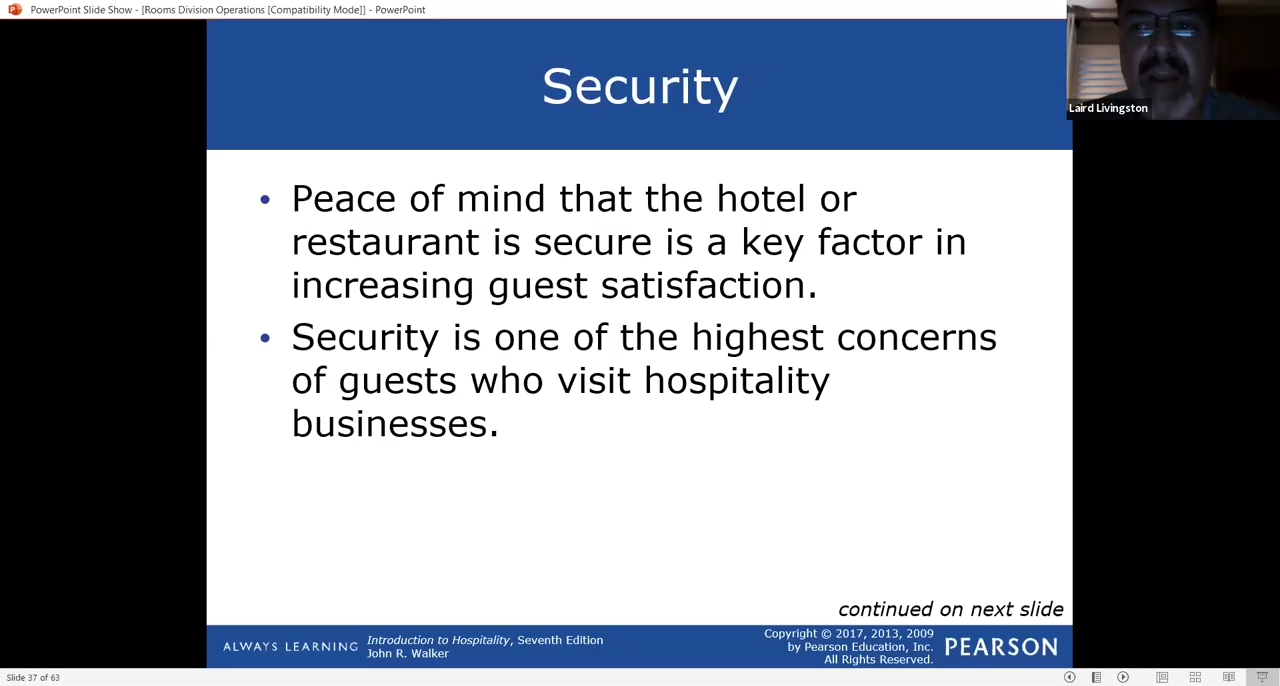 PowerPoint Slide Show - [Rooms Division Operations [Compatibility Mode]] - PowerPoint
Laird Livingston
Security
• Peace of mind that the hotel or
restaurant is secure is a key factor in
increasing guest satisfaction.
• Security is one of the highest concerns
of guests who visit hospitality
businesses.
continued on next slide
ALWAYS LEARNING
Introduction to Hospitality, Seventh Edition
John R. Walker
Copyright © 2017, 2013, 2009
by Pearson Education, Inc.
All Rights Reserved.
PEARSON
Slide 37 of 63